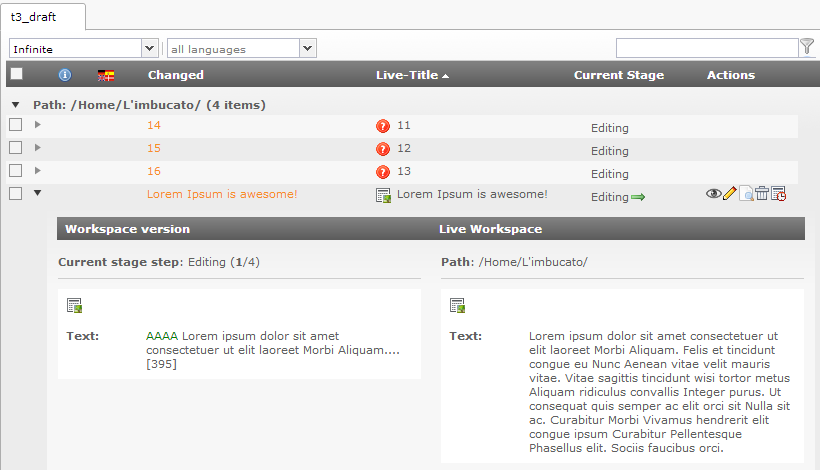 t3_draft
Infinite all languages
Changed Live-Title Current Stage Actions
Path: /Home/L'imbucato/ (4 items)
14 11 Editing
15 12 Editing
16 13 Editing
Lorem Ipsum is awesome! Lorem Ipsum is awesome! Editing
Workspace version Live Workspace
Current stage step: Editing (1/4) Path: /Home/L'imbucato/
Text: AAAA Lorem ipsum dolor sit amet
consectetuer ut elit laoreet Morbi Aliquam....
[395]
Text: Lorem ipsum dolor sit amet consectetuer ut
elit laoreet Morbi Aliquam. Felis et tincidunt
congue eu Nunc Aenean vitae velit mauris
vitae. Vitae sagittis tincidunt wisi tortor metus
Aliquam ridiculus convallis Integer purus. Ut
consequat quis semper ac elit orci sit Nulla sit
ac. Curabitur Morbi Vivamus hendrerit elit
congue ipsum Curabitur Pellentesque
Phasellus elit. Sociis faucibus orci.